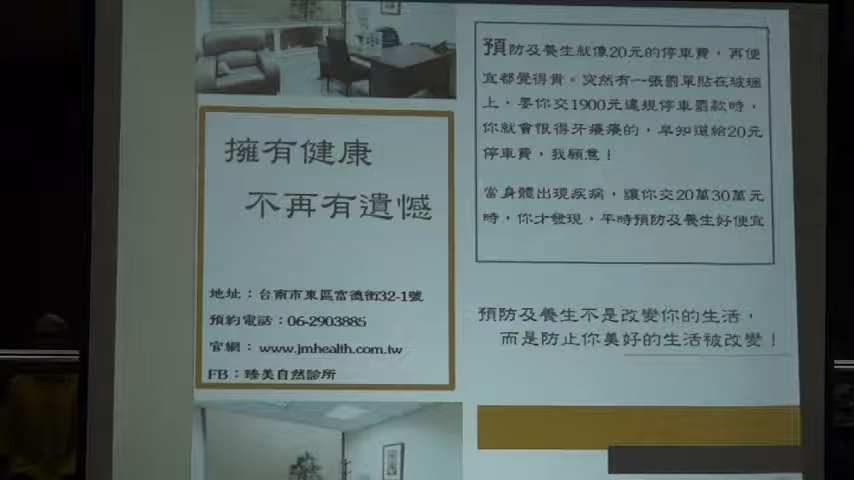 擁有健康
不再有遺憾
地址：台南市東區富德街32-1號
預約電話：06-2903885
官網：www.jmhealth.com.tw
FB：臻美自然診所
預防及養生就像20元的停車費，再便
宜都覺得貴。突然有一張罰單貼在玻璃
上，要你交1900元違規停車罰款時，
你就會恨得牙癢癢的，早知道給20元
停車費，我願意！
當身體出現疾病，讓你交20萬30萬元
時，你才發現，平時預防及養生好便宜
預防及養生不是改變你的生活，
而是防止你美好的生活被改變！